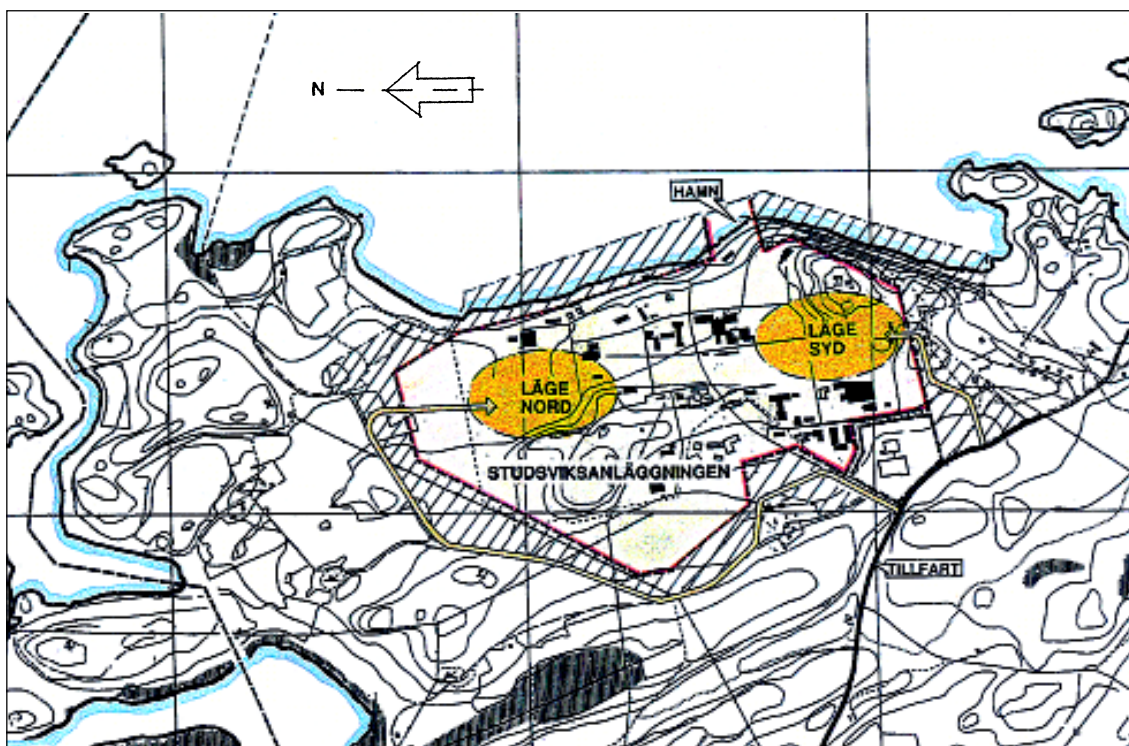 N
HAMN
LÄGE
SYD
LÄGE
NORD
STUDSVIKSANLÄGGNINGEN
TILLFART